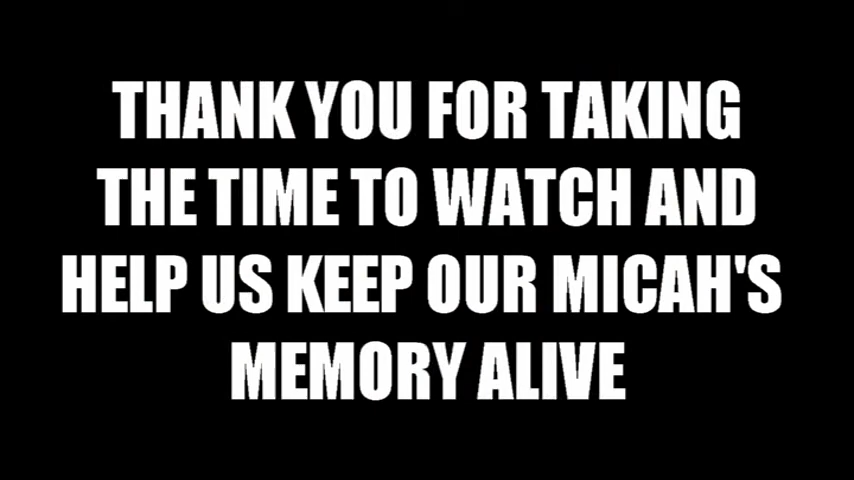 THANK YOU FOR TAKING
THE TIME TO WATCH AND
HELP US KEEP OUR MICAH'S
MEMORY ALIVE